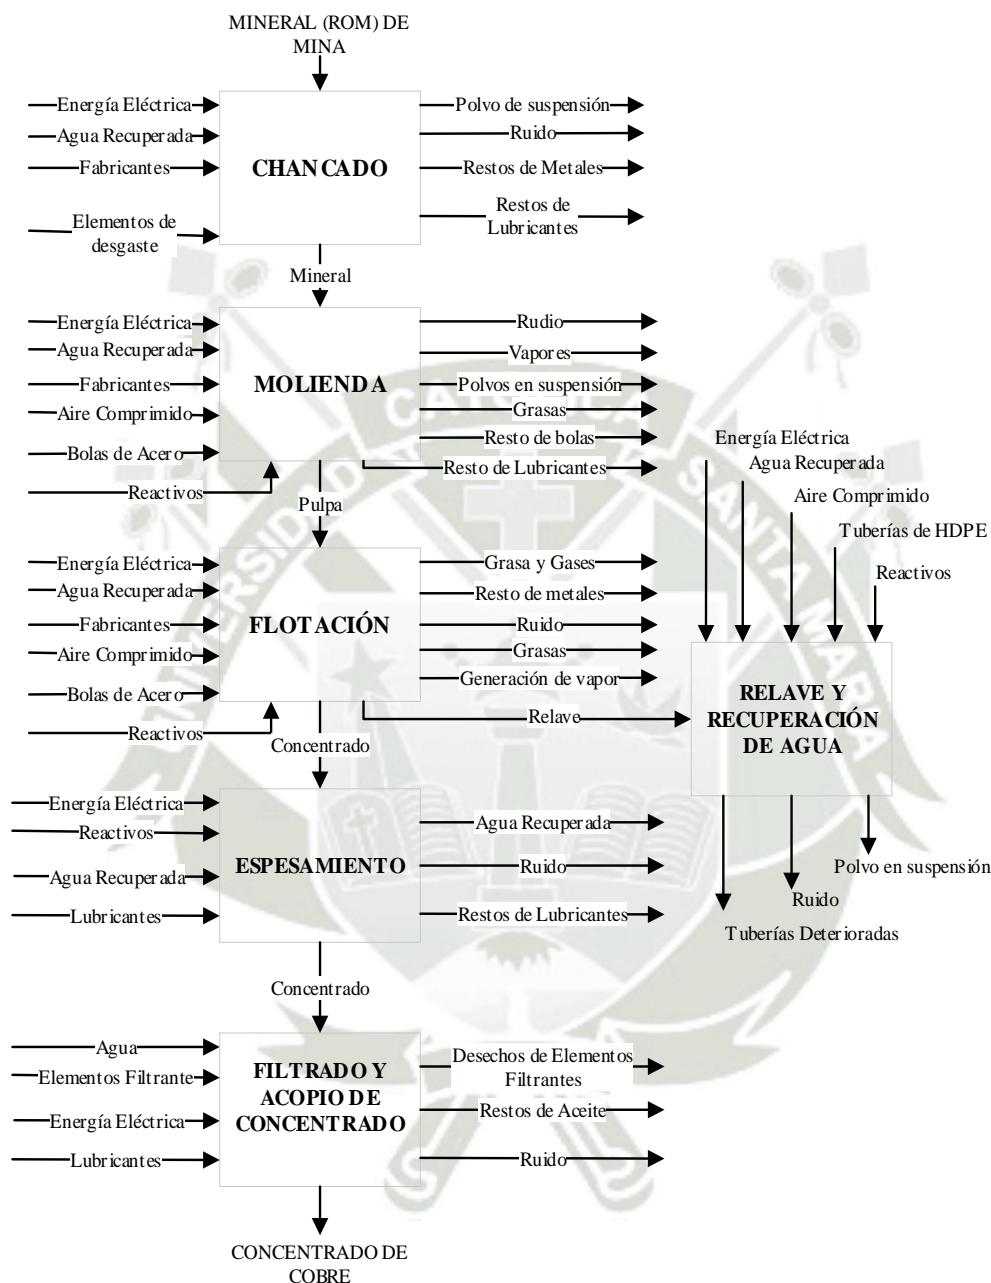 MINERAL (ROM) DE
MINA
Energía Eléctrica
Agua Recuperada
Fabricantes
Elementos de
desgaste
CHANCADO
Polvo de suspensión
Ruido
Restos de Metales
Restos de
Lubricantes
Mineral
Energía Eléctrica
Agua Recuperada
Fabricantes
Aire Comprimido
Bolas de Acero
Reactivos
MOLIENDA
Rudio
Vapores
Polvos en suspensión
Grasas
Resto de bolas
Resto de Lubricantes
Pulpa
Energía Eléctrica
Agua Recuperada
Fabricantes
Aire Comprimido
Bolas de Acero
Reactivos
FLOTACIÓN
Grasa y Gases
Resto de metales
Ruido
Grasas
Generación de vapor
Relave
Concentrado
Energía Eléctrica
Agua Recuperada
Aire Comprimido
Tuberías de HDPE
Reactivos
RELAVE Y
RECUPERACIÓN
DE AGUA
Polvo en suspensión
Ruido
Tuberías Deterioradas
Energía Eléctrica
Reactivos
Agua Recuperada
Lubricantes
ESPESAMIENTO
Agua Recuperada
Ruido
Restos de Lubricantes
Concentrado
Agua
Elementos Filtrante
Energía Eléctrica
Lubricantes
FILTRADO Y
ACOPIO DE
CONCENTRADO
Desechos de Elementos
Filtrantes
Restos de Aceite
Ruido
CONCENTRADO DE
COBRE
UNIVERSIDAD CATÓLICA SANTA MARÍA